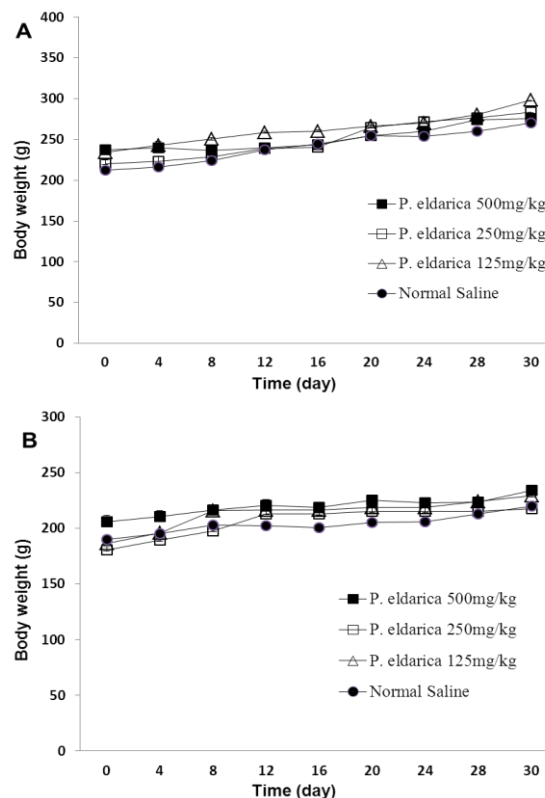 A
400
350
300
250
200
150
100
50
0
Body weight (g)
P. eldarica 500mg/kg
P. eldarica 250mg/kg
P. eldarica 125mg/kg
Normal Saline
0 4 8 12 16 20 24 28 30
Time (day)
B
300
250
200
150
100
50
0
Body weight (g)
P. eldarica 500mg/kg
P. eldarica 250mg/kg
P. eldarica 125mg/kg
Normal Saline
0 4 8 12 16 20 24 28 30
Time (day)